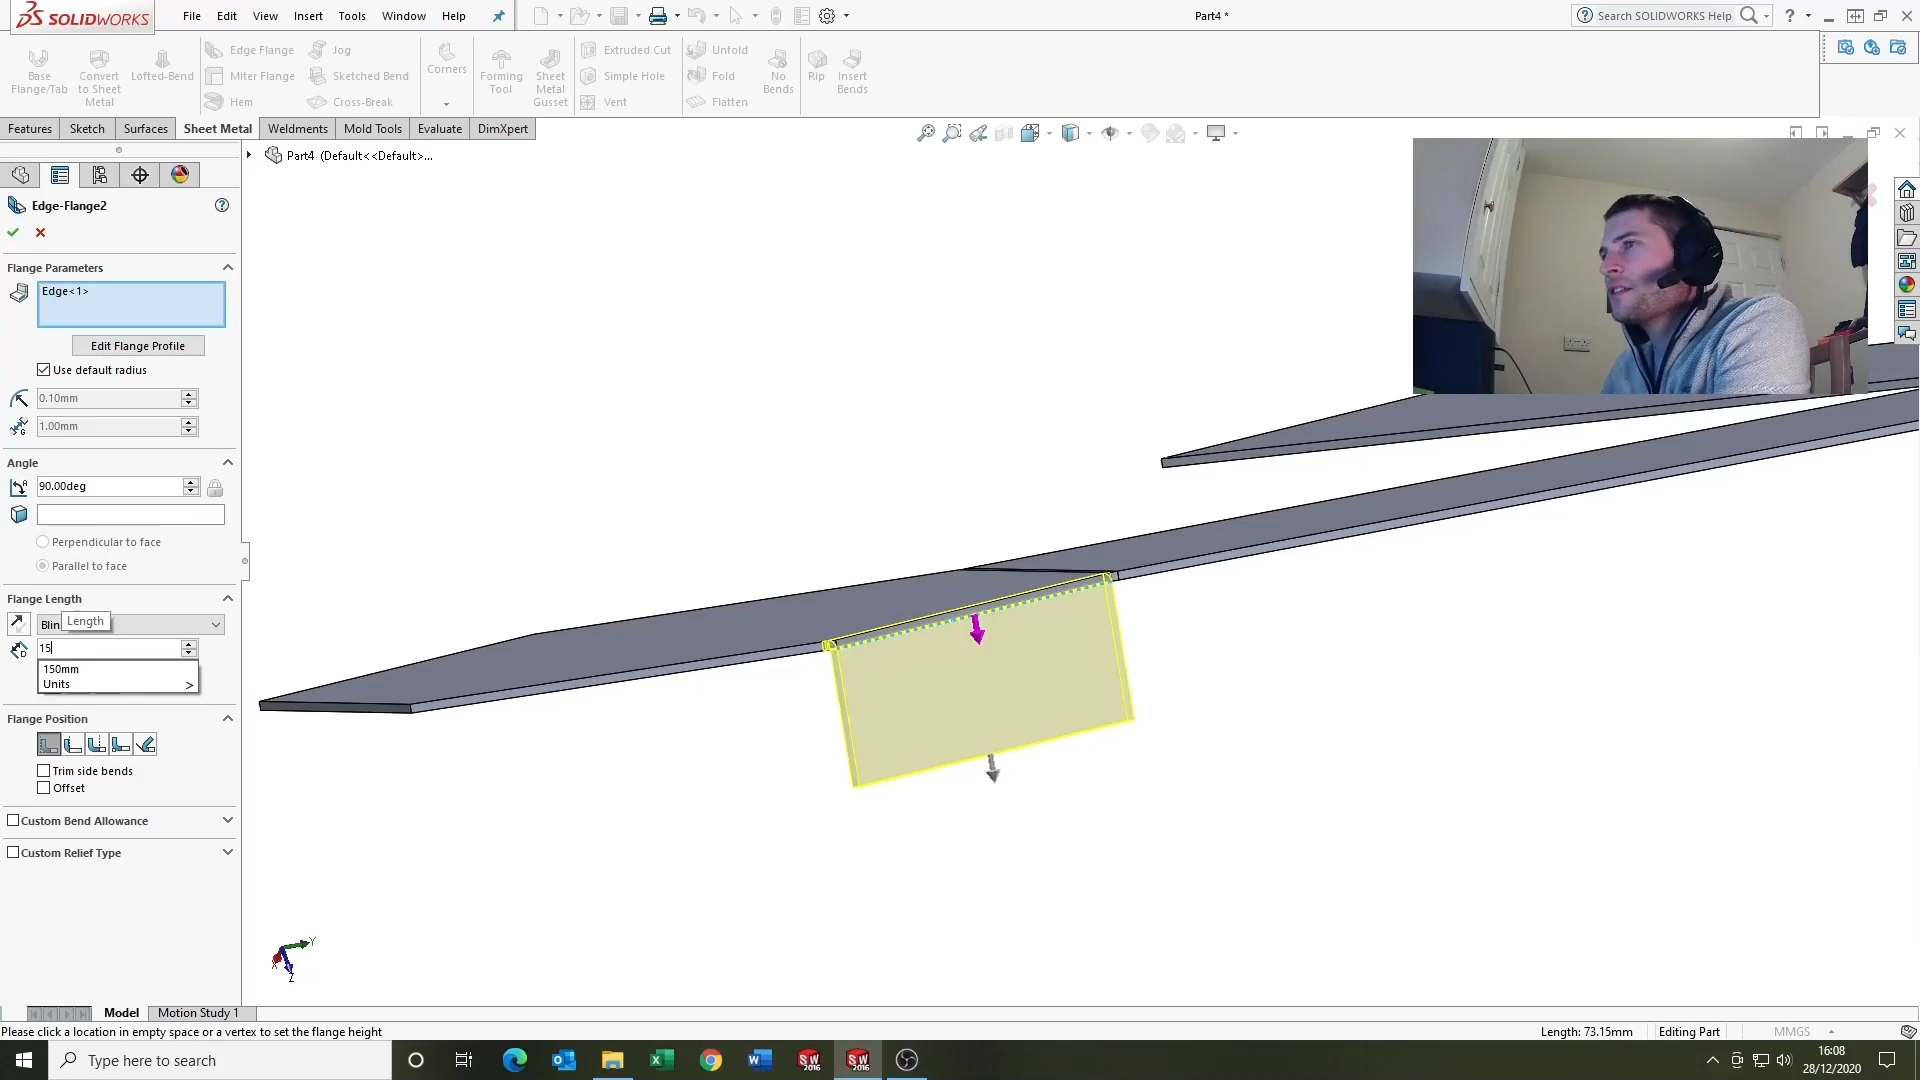 SOLIDWORKS
File Edit View Insert Tools Window Help
Part4 *
Search SOLIDWORKS Help
?
Base Flange/Tab
Convert to Sheet Metal
Lofted-Bend
Edge Flange
Miter Flange
Hem
Jog
Sketched Bend
Cross-Break
Corners
Forming Tool
Sheet Metal Gusset
Extruded Cut
Simple Hole
Vent
Unfold
Fold
Flatten
No Bends
Rip
Insert Bends
Features Sketch Surfaces Sheet Metal Weldments Mold Tools Evaluate DimXpert
Part4 (Default<<Default>...
Edge-Flange2
?
Flange Parameters
Edge<1>
Edit Flange Profile
Use default radius
0.10mm
1.00mm
Angle
90.00deg
Perpendicular to face
Parallel to face
Flange Length
Blin
Length
15
150mm
Units >
Flange Position
Trim side bends
Offset
Custom Bend Allowance
Custom Relief Type
Y
X
Z
Model Motion Study 1
Please click a location in empty space or a vertex to set the flange height
Length: 73.15mm Editing Part MMGS
Type here to search
SW 2016
SW 2016
16:08
28/12/2020